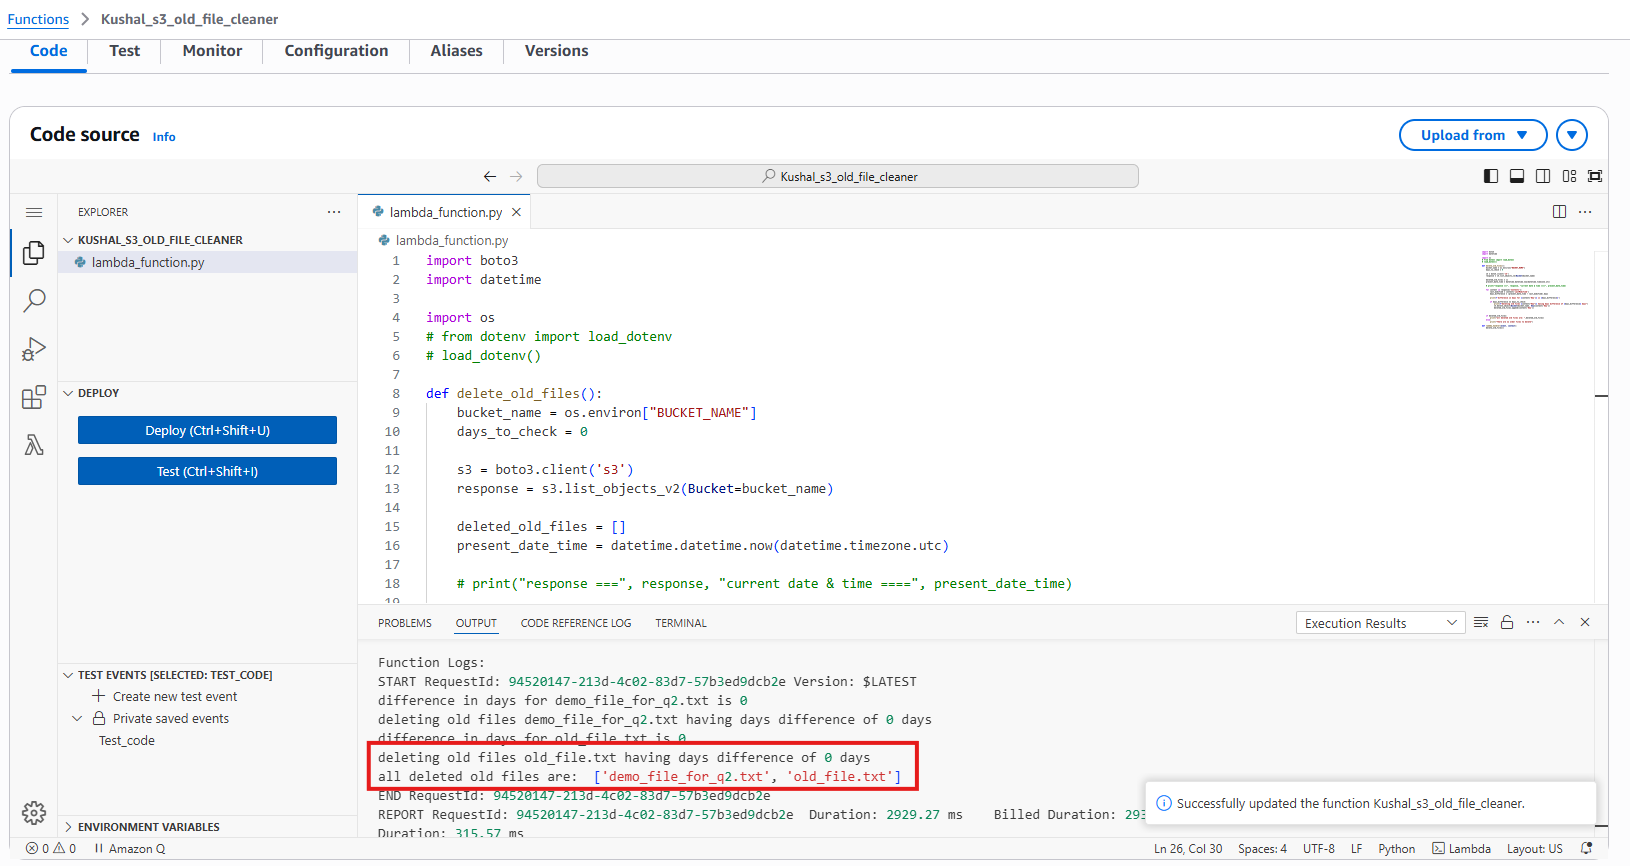 Functions > Kushal_s3_old_file_cleaner
Code Test Monitor Configuration Aliases Versions
Code source Info
Upload from
Kushal_s3_old_file_cleaner
EXPLORER
KUSHAL_S3_OLD_FILE_CLEANER
lambda_function.py
DEPLOY
Deploy (Ctrl+Shift+U)
Test (Ctrl+Shift+I)
TEST EVENTS [SELECTED: TEST_CODE]
Create new test event
Private saved events
Test_code
ENVIRONMENT VARIABLES
lambda_function.py
lambda_function.py
1 import boto3
2 import datetime
3
4 import os
5 # from dotenv import load_dotenv
6 # load_dotenv()
7
8 def delete_old_files():
9 bucket_name = os.environ["BUCKET_NAME"]
10 days_to_check = 0
11
12 s3 = boto3.client('s3')
13 response = s3.list_objects_v2(Bucket=bucket_name)
14
15 deleted_old_files = []
16 present_date_time = datetime.datetime.now(datetime.timezone.utc)
17
18 # print("response ===", response, "current date & time ====", present_date_time)
19
PROBLEMS OUTPUT CODE REFERENCE LOG TERMINAL
Execution Results
Function Logs:
START RequestId: 94520147-213d-4c02-83d7-57b3ed9dcb2e Version: $LATEST
difference in days for demo_file_for_q2.txt is 0
deleting old files demo_file_for_q2.txt having days difference of 0 days
difference in days for old_file.txt is 0
deleting old files old_file.txt having days difference of 0 days
all deleted old files are: ['demo_file_for_q2.txt', 'old_file.txt']
END RequestId: 94520147-213d-4c02-83d7-57b3ed9dcb2e
REPORT RequestId: 94520147-213d-4c02-83d7-57b3ed9dcb2e Duration: 2929.27 ms Billed Duration: 293
Duration: 315.57 ms
Successfully updated the function Kushal_s3_old_file_cleaner.
0 0 Amazon Q
Ln 26, Col 30 Spaces: 4 UTF-8 LF Python Lambda Layout: US